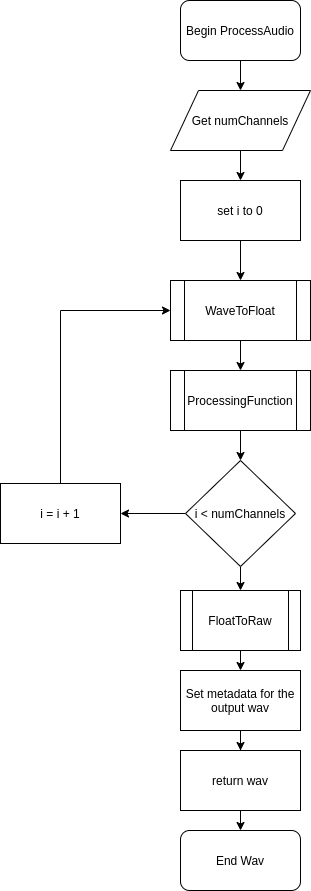 Begin ProcessAudio
Get numChannels
set i to 0
WaveToFloat
ProcessingFunction
i < numChannels
i = i + 1
FloatToRaw
Set metadata for the
output wav
return wav
End Wav